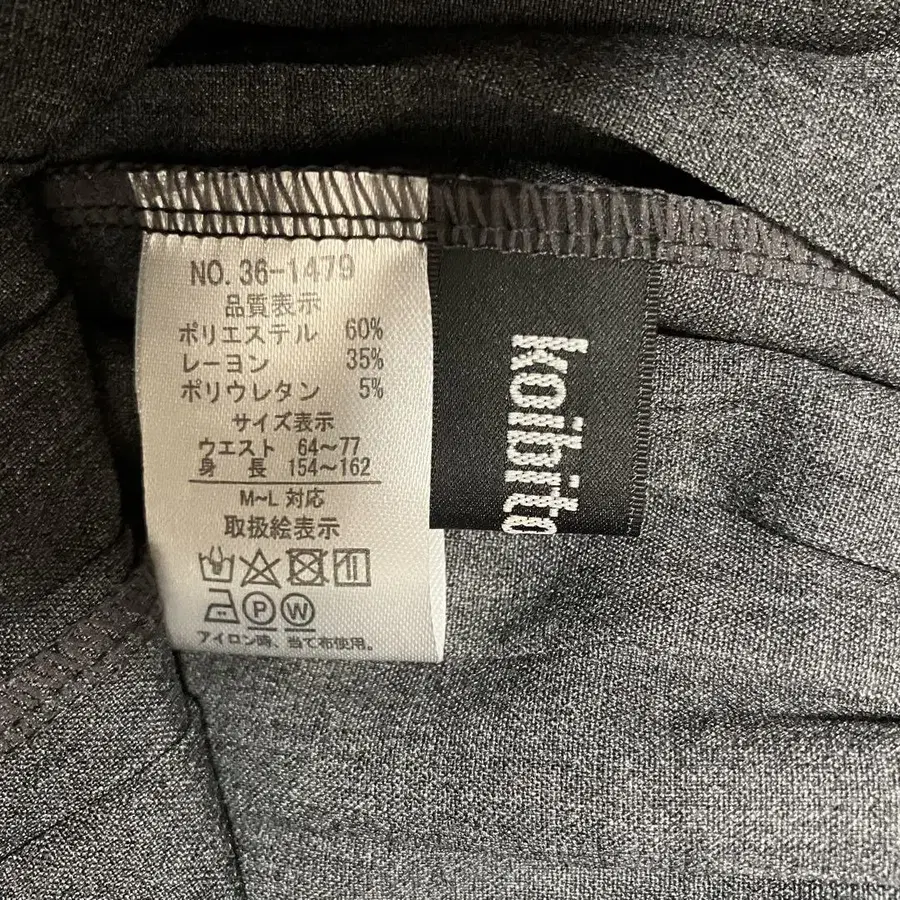 NO. 36-1479
品質表示
ポリエステル 60%
レーヨン 35%
ポリウレタン 5%
サイズ表示
ウエスト 64～77
身 長 154～162
M～L 対応
取扱絵表示
P W
アイロン時、当て布使用。
koibito